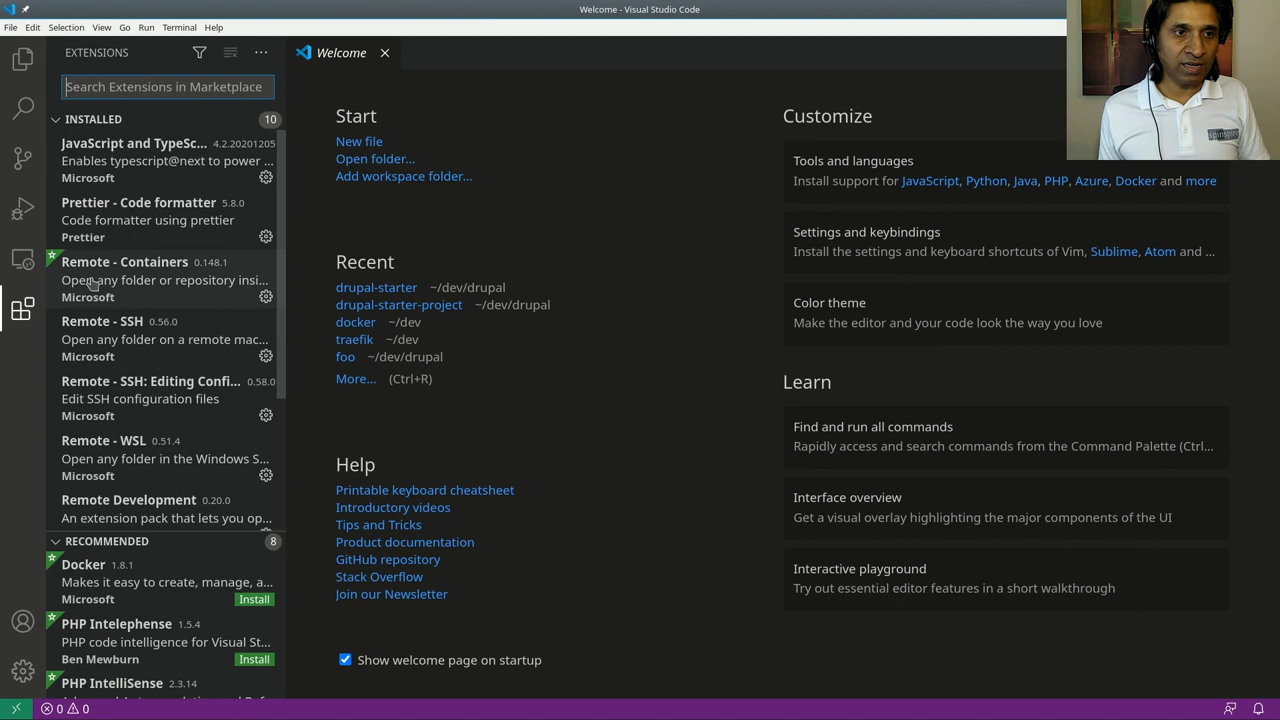 Welcome - Visual Studio Code
File Edit Selection View Go Run Terminal Help
EXTENSIONS
Search Extensions in Marketplace
INSTALLED 10
JavaScript and TypeSc... 4.2.20201205
Enables typescript@next to power ...
Microsoft
Prettier - Code formatter 5.8.0
Code formatter using prettier
Prettier
Remote - Containers 0.148.1
Open any folder or repository insi...
Microsoft
Remote - SSH 0.56.0
Open any folder on a remote mac...
Microsoft
Remote - SSH: Editing Confi... 0.58.0
Edit SSH configuration files
Microsoft
Remote - WSL 0.51.4
Open any folder in the Windows S...
Microsoft
Remote Development 0.20.0
An extension pack that lets you op...
RECOMMENDED 8
Docker 1.8.1
Makes it easy to create, manage, a...
Microsoft Install
PHP Intelephense 1.5.4
PHP code intelligence for Visual St...
Ben Mewburn Install
PHP IntelliSense 2.3.14
Welcome
Start
New file
Open folder...
Add workspace folder...
Recent
drupal-starter ~/dev/drupal
drupal-starter-project ~/dev/drupal
docker ~/dev
traefik ~/dev
foo ~/dev/drupal
More... (Ctrl+R)
Help
Printable keyboard cheatsheet
Introductory videos
Tips and Tricks
Product documentation
GitHub repository
Stack Overflow
Join our Newsletter
Show welcome page on startup
Customize
Tools and languages
Install support for JavaScript, Python, Java, PHP, Azure, Docker and more
Settings and keybindings
Install the settings and keyboard shortcuts of Vim, Sublime, Atom and ...
Color theme
Make the editor and your code look the way you love
Learn
Find and run all commands
Rapidly access and search commands from the Command Palette (Ctrl...
Interface overview
Get a visual overlay highlighting the major components of the UI
Interactive playground
Try out essential editor features in a short walkthrough
spinspire
0 0